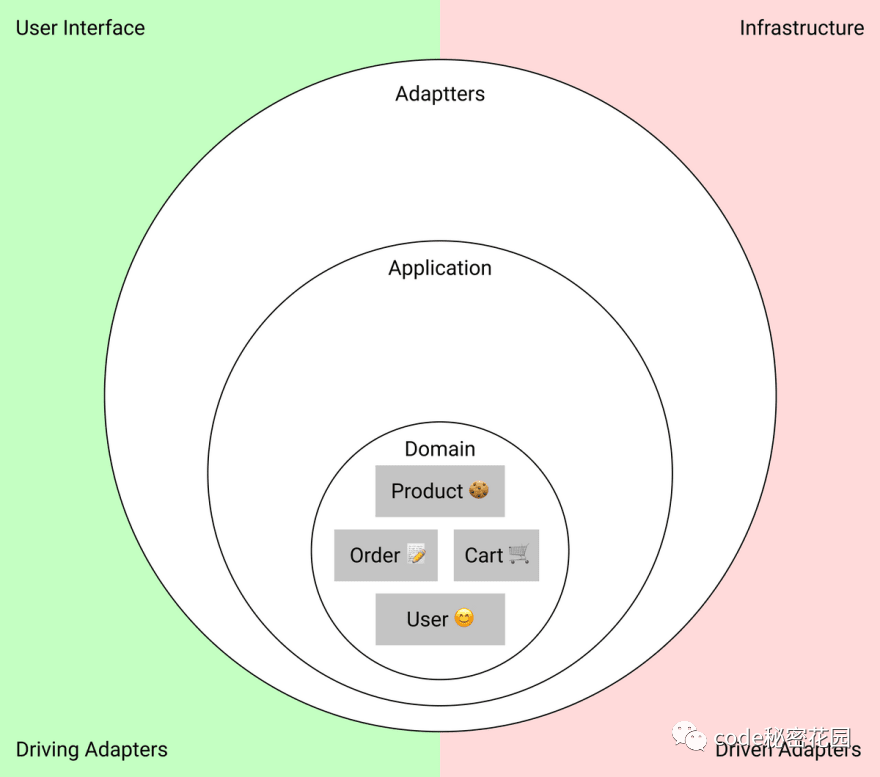 User Interface
Infrastructure
Adaptters
Application
Domain
Product 🍪
Order 📝
Cart 🛒
User 😊
Driving Adapters
code秘密花园
Driven Adapters